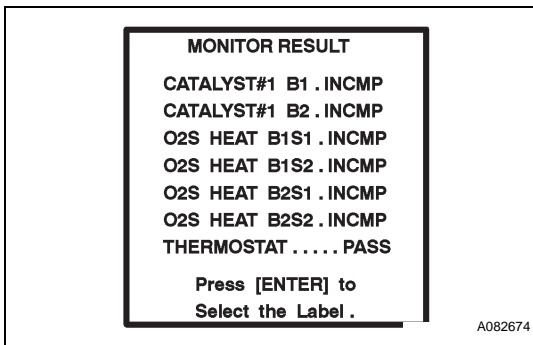 MONITOR RESULT
CATALYST#1 B1 . INCMP
CATALYST#1 B2 . INCMP
O2S HEAT B1S1 . INCMP
O2S HEAT B1S2 . INCMP
O2S HEAT B2S1 . INCMP
O2S HEAT B2S2 . INCMP
THERMOSTAT . . . . . PASS
Press [ENTER] to
Select the Label .
A082674